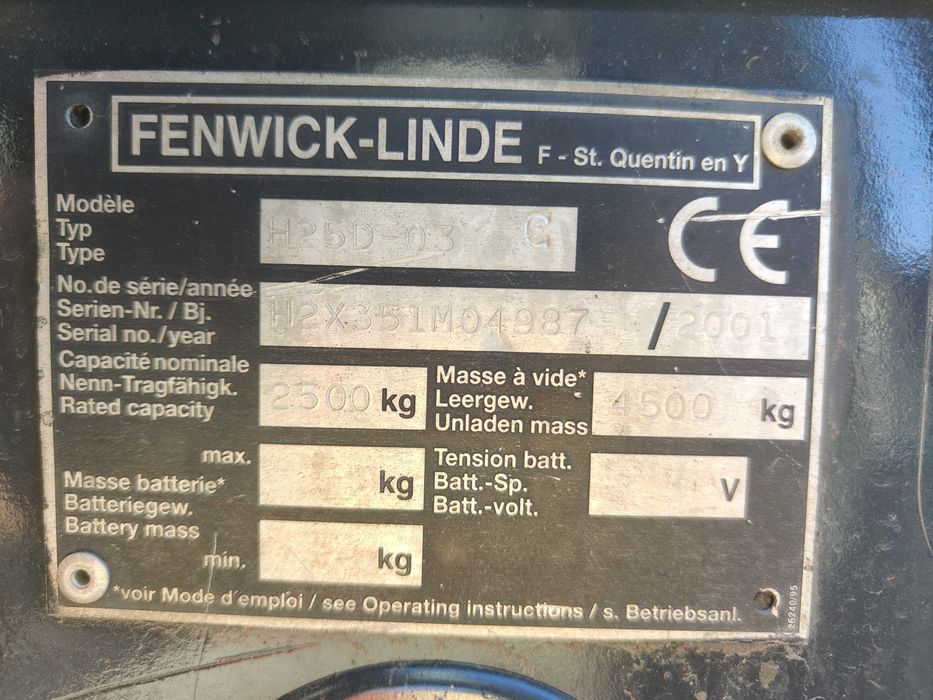 FENWICK-LINDE F - St. Quentin en Y
Modèle
Typ
Type
H25D-03 C
CE
No. de série/année
Serien-Nr. / Bj.
Serial no./year
H2X351M04987 / 2001
Capacité nominale
Nenn-Tragfähigk.
Rated capacity
2500 kg
Masse à vide*
Leergew.
Unladen mass
4500 kg
max.
kg
Masse batterie*
Batteriegew.
Battery mass
min.
kg
Tension batt.
Batt.-Sp.
Batt.-volt.
V
*voir Mode d'emploi / see Operating instructions / s. Betriebsanl.
26240/95